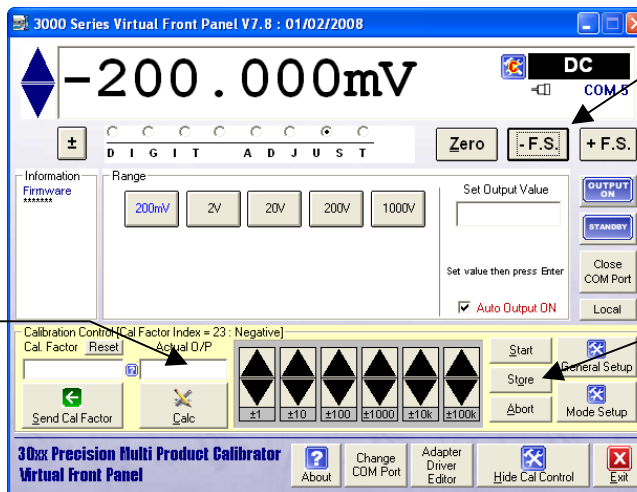 3000 Series Virtual Front Panel V7.8 : 01/02/2008
-200.000mV
DC
COM 5
±
D I G I T A D J U S T
Zero
- F.S.
+ F.S.
Information
Firmware
*******
Range
200mV
2V
20V
200V
1000V
Set Output Value
Set value then press Enter
Auto Output ON
OUTPUT ON
STANDBY
Close COM Port
Local
Calibration Control [Cal Factor Index = 23 : Negative]
Cal. Factor
Reset
Actual O/P
?
Send Cal Factor
Calc
±1
±10
±100
±1000
±10k
±100k
Start
Store
Abort
General Setup
Mode Setup
30xx Precision Multi Product Calibrator
Virtual Front Panel
?
About
Change COM Port
Adapter Driver Editor
Hide Cal Control
Exit